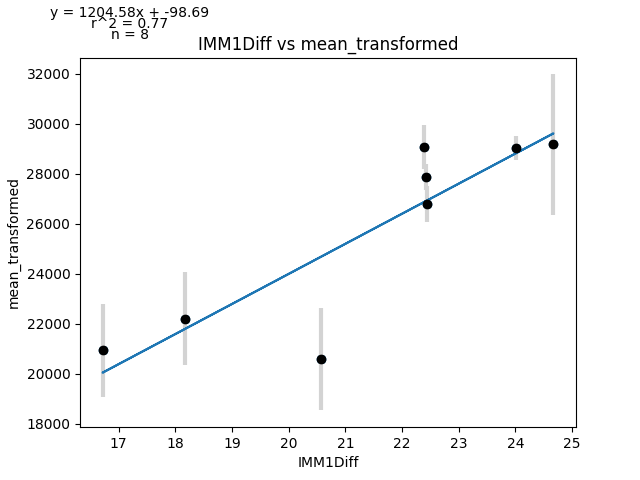 y = 1204.58x + -98.69
r^2 = 0.77
n = 8
IMM1Diff vs mean_transformed
32000
30000
28000
26000
24000
22000
20000
18000
mean_transformed
17 18 19 20 21 22 23 24 25
IMM1Diff